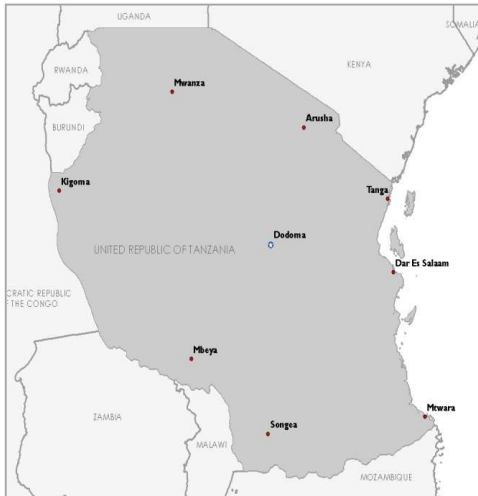 UGANDA
SOMALIA
KENYA
RWANDA
Mwanza
Arusha
BURUNDI
Kigoma
Tanga
Dodoma
UNITED REPUBLIC OF TANZANIA
Dar Es Salaam
CRATIC REPUBLIC
F THE CONGO
Mbeya
Mtwara
ZAMBIA
Songea
MALAWI
MOZAMBIQUE